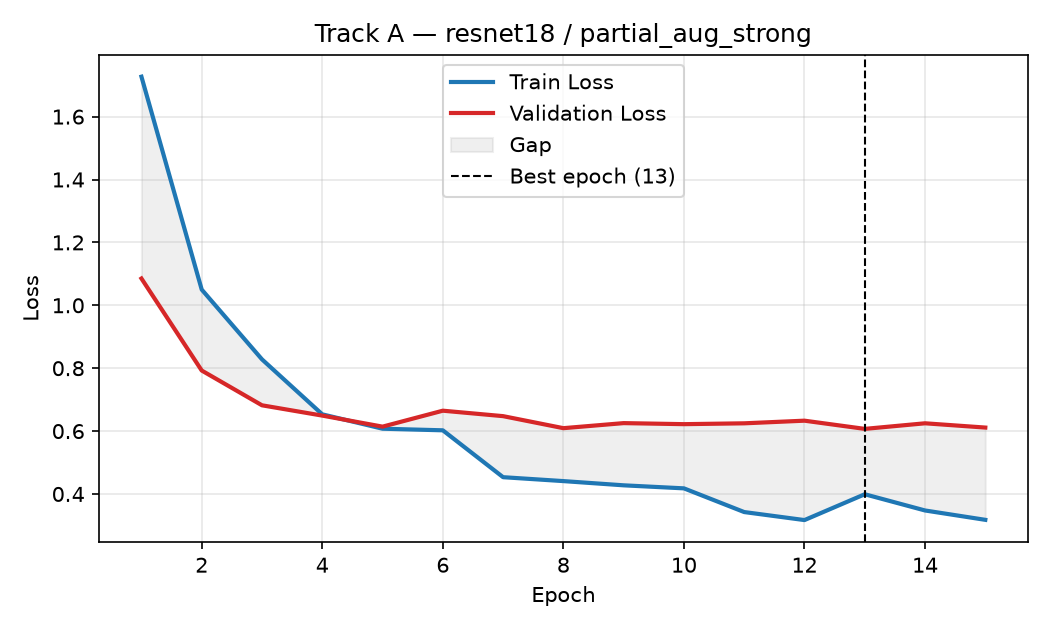 Track A — resnet18 / partial_aug_strong
Train Loss
Validation Loss
Gap
Best epoch (13)
Loss
1.6
1.4
1.2
1.0
0.8
0.6
0.4
2 4 6 8 10 12 14
Epoch